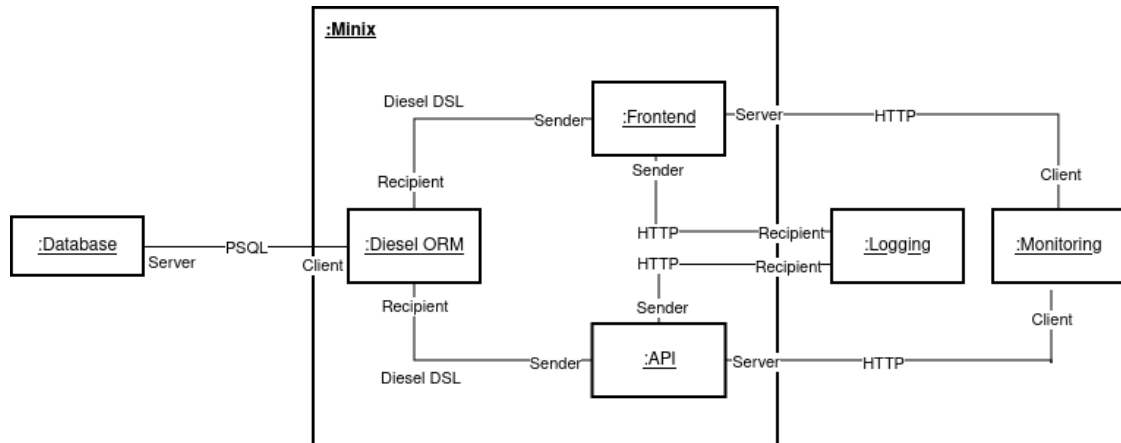 :Minix
Diesel DSL
Sender
:Frontend
Server
HTTP
Recipient
Sender
Client
:Database
Server
PSQL
Client
:Diesel ORM
HTTP
Recipient
:Logging
:Monitoring
HTTP
Recipient
Recipient
Sender
Client
Diesel DSL
Sender
:API
Server
HTTP